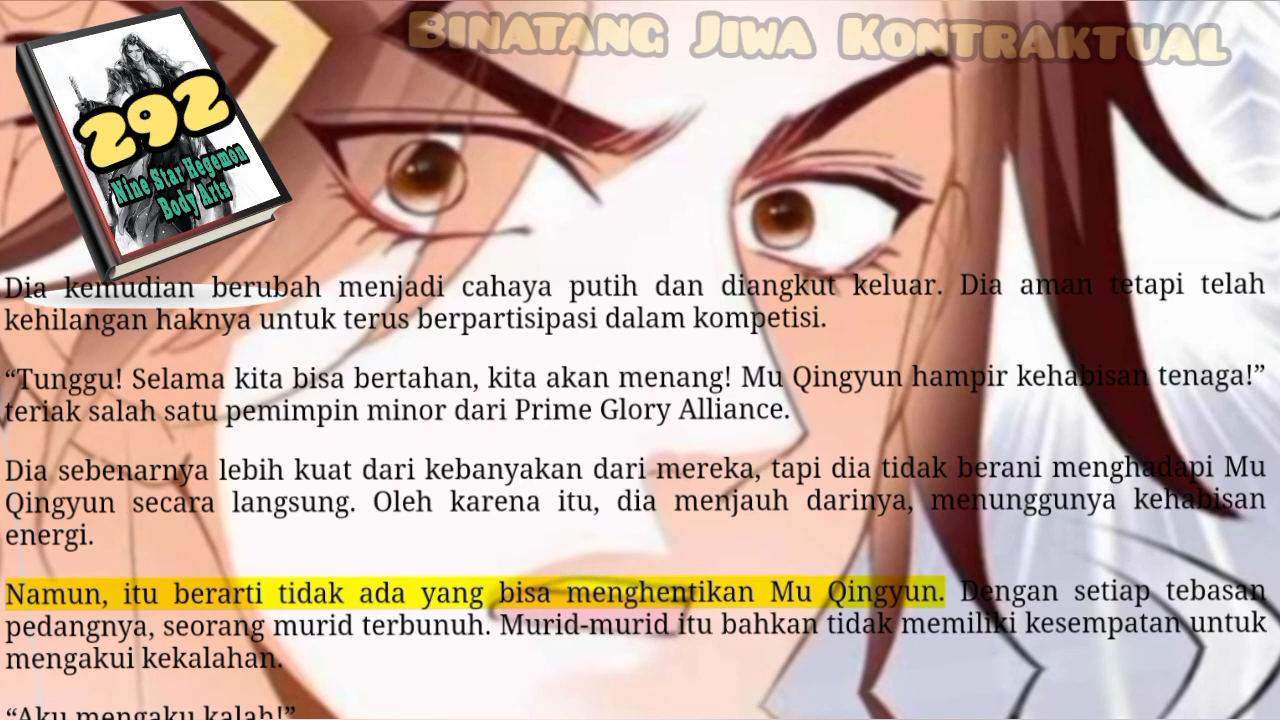 Binatang Jiwa Kontraktual
292
Nine Star Hegemon
Body Arts
Dia kemudian berubah menjadi cahaya putih dan diangkut keluar. Dia aman tetapi telah
kehilangan haknya untuk terus berpartisipasi dalam kompetisi.
“Tunggu! Selama kita bisa bertahan, kita akan menang! Mu Qingyun hampir kehabisan tenaga!”
teriak salah satu pemimpin minor dari Prime Glory Alliance.
Dia sebenarnya lebih kuat dari kebanyakan dari mereka, tapi dia tidak berani menghadapi Mu
Qingyun secara langsung. Oleh karena itu, dia menjauh darinya, menunggunya kehabisan
energi.
Namun, itu berarti tidak ada yang bisa menghentikan Mu Qingyun. Dengan setiap tebasan
pedangnya, seorang murid terbunuh. Murid-murid itu bahkan tidak memiliki kesempatan untuk
mengakui kekalahan.
“Aku mengaku kalah!”